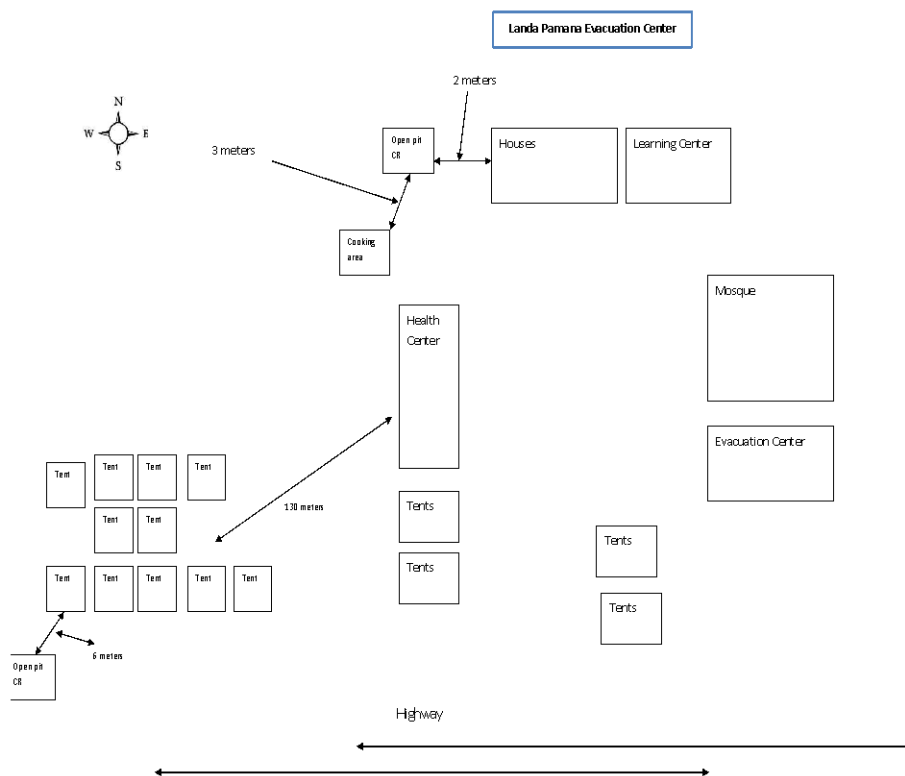 Landa Pamana Evacuation Center
2 meters
N
W E
S
3 meters
Open pit
CR
Houses
Learning Center
Cooking
area
Mosque
Health
Center
Evacuation Center
Tent
Tent
Tent
Tent
130 meters
Tents
Tent
Tent
Tents
Tents
Tent
Tent
Tent
Tent
Tent
Tents
6 meters
Open pit
CR
Highway